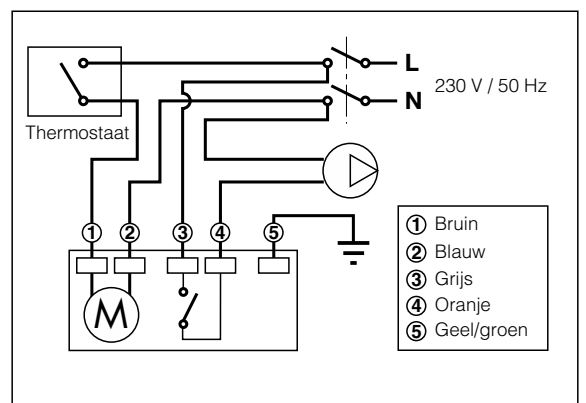 L
N
230 V / 50 Hz
Thermostaat
1 2 3 4 5
M
1 Bruin
2 Blauw
3 Grijs
4 Oranje
5 Geel/groen